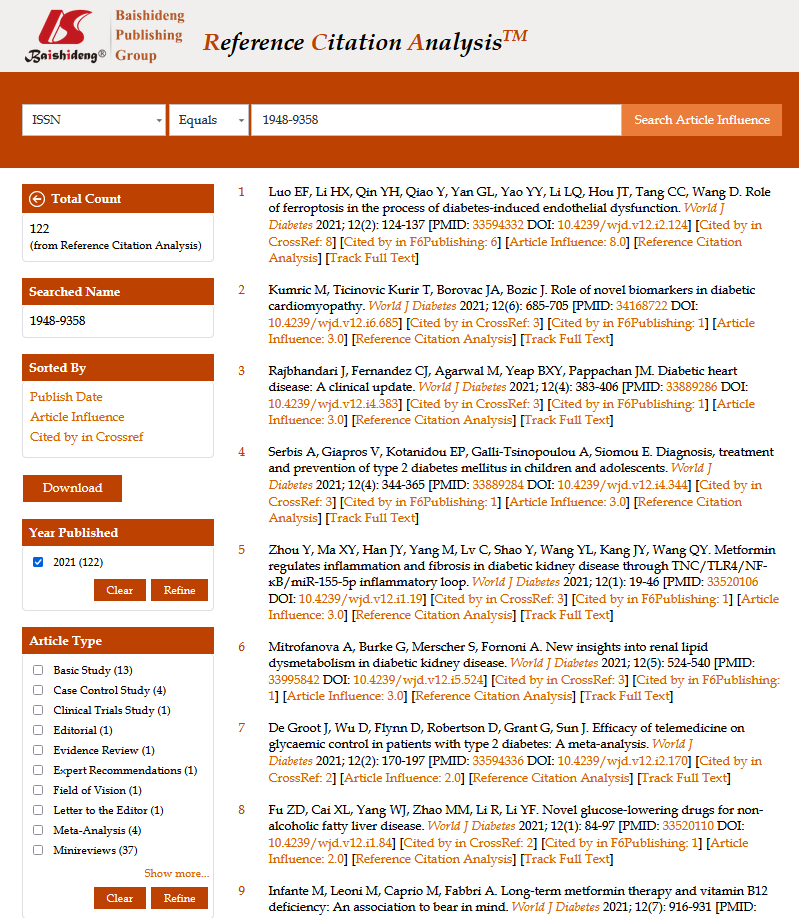 Baishideng®
Baishideng
Publishing
Group
Reference Citation Analysis™
ISSN
Equals
1948-9358
Search Article Influence
Total Count
122
(from Reference Citation Analysis)
Searched Name
1948-9358
Sorted By
Publish Date
Article Influence
Cited by in Crossref
Download
Year Published
2021 (122)
Clear
Refine
Article Type
Basic Study (13)
Case Control Study (4)
Clinical Trials Study (1)
Editorial (1)
Evidence Review (1)
Expert Recommendations (1)
Field of Vision (1)
Letter to the Editor (1)
Meta-Analysis (4)
Minireviews (37)
Show more...
Clear
Refine
1 Luo EF, Li HX, Qin YH, Qiao Y, Yan GL, Yao YY, Li LQ, Hou JT, Tang CC, Wang D. Role
of ferroptosis in the process of diabetes-induced endothelial dysfunction. World J
Diabetes 2021; 12(2): 124-137 [PMID: 33594332 DOI: 10.4239/wjd.v12.i2.124] [Cited by in
CrossRef: 8] [Cited by in F6Publishing: 6] [Article Influence: 8.0] [Reference Citation
Analysis] [Track Full Text]
2 Kumric M, Ticinovic Kurir T, Borovac JA, Bozic J. Role of novel biomarkers in diabetic
cardiomyopathy. World J Diabetes 2021; 12(6): 685-705 [PMID: 34168722 DOI:
10.4239/wjd.v12.i6.685] [Cited by in CrossRef: 3] [Cited by in F6Publishing: 1] [Article
Influence: 3.0] [Reference Citation Analysis] [Track Full Text]
3 Rajbhandari J, Fernandez CJ, Agarwal M, Yeap BXY, Pappachan JM. Diabetic heart
disease: A clinical update. World J Diabetes 2021; 12(4): 383-406 [PMID: 33889286 DOI:
10.4239/wjd.v12.i4.383] [Cited by in CrossRef: 3] [Cited by in F6Publishing: 1] [Article
Influence: 3.0] [Reference Citation Analysis] [Track Full Text]
4 Serbis A, Giapros V, Kotanidou EP, Galli-Tsinopoulou A, Siomou E. Diagnosis, treatment
and prevention of type 2 diabetes mellitus in children and adolescents. World J
Diabetes 2021; 12(4): 344-365 [PMID: 33889284 DOI: 10.4239/wjd.v12.i4.344] [Cited by in
CrossRef: 3] [Cited by in F6Publishing: 1] [Article Influence: 3.0] [Reference Citation
Analysis] [Track Full Text]
5 Zhou Y, Ma XY, Han JY, Yang M, Lv C, Shao Y, Wang YL, Kang JY, Wang QY. Metformin
regulates inflammation and fibrosis in diabetic kidney disease through TNC/TLR4/NF-
κB/miR-155-5p inflammatory loop. World J Diabetes 2021; 12(1): 19-46 [PMID: 33520106
DOI: 10.4239/wjd.v12.i1.19] [Cited by in CrossRef: 3] [Cited by in F6Publishing: 1] [Article
Influence: 3.0] [Reference Citation Analysis] [Track Full Text]
6 Mitrofanova A, Burke G, Merscher S, Fornoni A. New insights into renal lipid
dysmetabolism in diabetic kidney disease. World J Diabetes 2021; 12(5): 524-540 [PMID:
33995842 DOI: 10.4239/wjd.v12.i5.524] [Cited by in CrossRef: 3] [Cited by in F6Publishing:
1] [Article Influence: 3.0] [Reference Citation Analysis] [Track Full Text]
7 De Groot J, Wu D, Flynn D, Robertson D, Grant G, Sun J. Efficacy of telemedicine on
glycaemic control in patients with type 2 diabetes: A meta-analysis. World J
Diabetes 2021; 12(2): 170-197 [PMID: 33594336 DOI: 10.4239/wjd.v12.i2.170] [Cited by in
CrossRef: 2] [Article Influence: 2.0] [Reference Citation Analysis] [Track Full Text]
8 Fu ZD, Cai XL, Yang WJ, Zhao MM, Li R, Li YF. Novel glucose-lowering drugs for non-
alcoholic fatty liver disease. World J Diabetes 2021; 12(1): 84-97 [PMID: 33520110 DOI:
10.4239/wjd.v12.i1.84] [Cited by in CrossRef: 2] [Cited by in F6Publishing: 1] [Article
Influence: 2.0] [Reference Citation Analysis] [Track Full Text]
9 Infante M, Leoni M, Caprio M, Fabbri A. Long-term metformin therapy and vitamin B12
deficiency: An association to bear in mind. World J Diabetes 2021; 12(7): 916-931 [PMID: